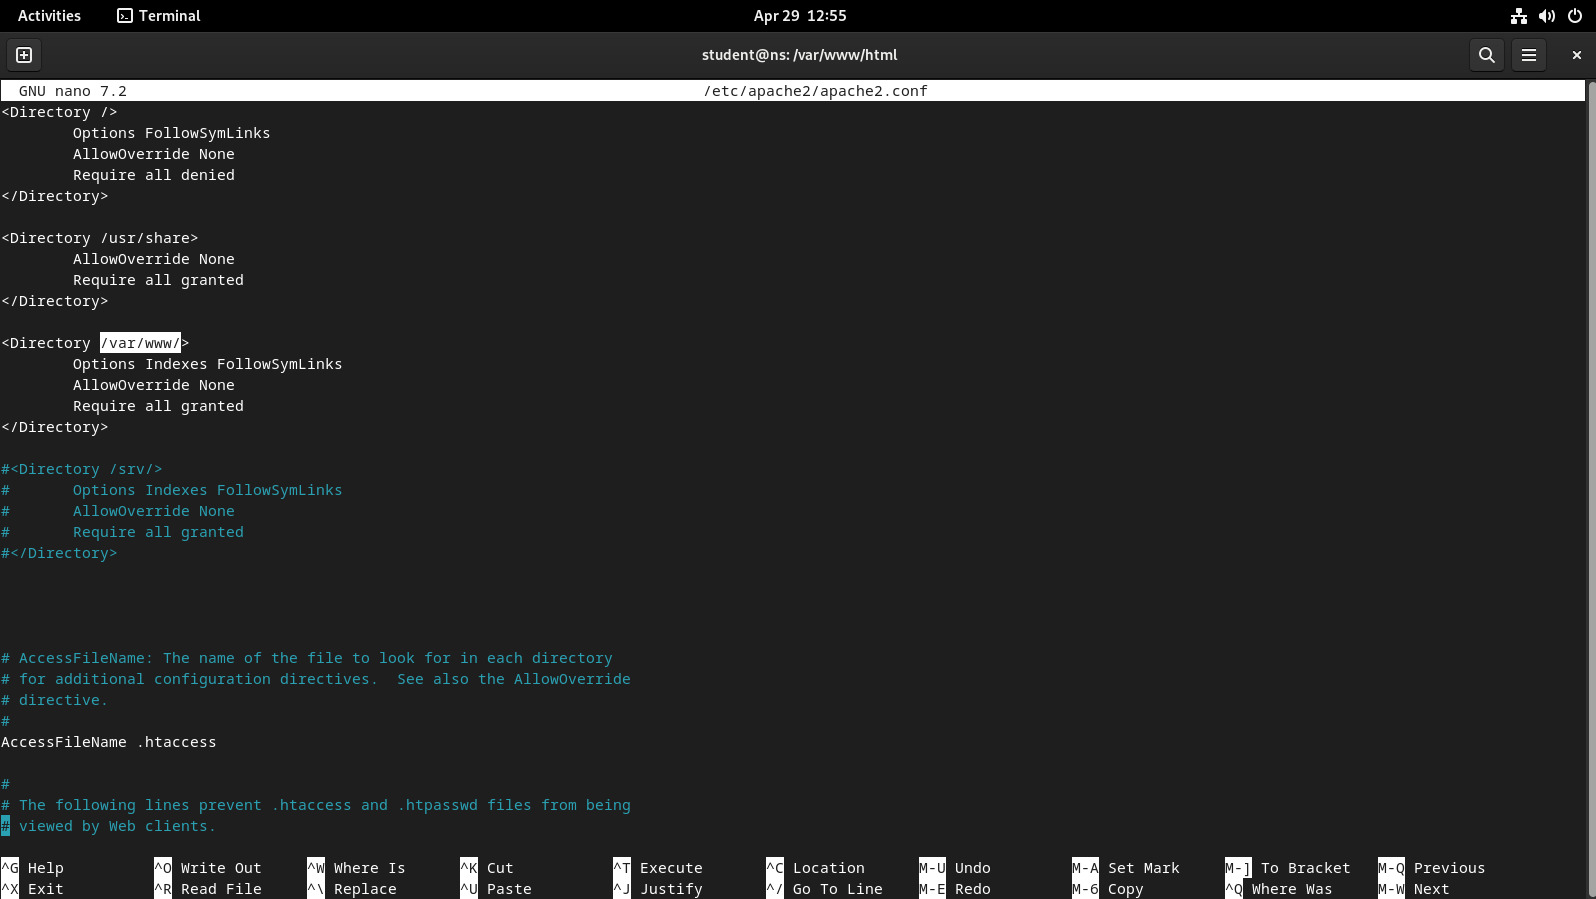 Activities Terminal Apr 29 12:55
student@ns: /var/www/html
GNU nano 7.2 /etc/apache2/apache2.conf
<Directory />
        Options FollowSymLinks
        AllowOverride None
        Require all denied
</Directory>

<Directory /usr/share>
        AllowOverride None
        Require all granted
</Directory>

<Directory /var/www/>
        Options Indexes FollowSymLinks
        AllowOverride None
        Require all granted
</Directory>

#<Directory /srv/>
#       Options Indexes FollowSymLinks
#       AllowOverride None
#       Require all granted
#</Directory>

# AccessFileName: The name of the file to look for in each directory
# for additional configuration directives.  See also the AllowOverride
# directive.
#
AccessFileName .htaccess

#
# The following lines prevent .htaccess and .htpasswd files from being
# viewed by Web clients.

^G Help ^O Write Out ^W Where Is ^K Cut ^T Execute ^C Location M-U Undo M-A Set Mark M-] To Bracket M-Q Previous
^X Exit ^R Read File ^\ Replace ^U Paste ^J Justify ^/ Go To Line M-E Redo M-6 Copy ^Q Where Was M-W Next